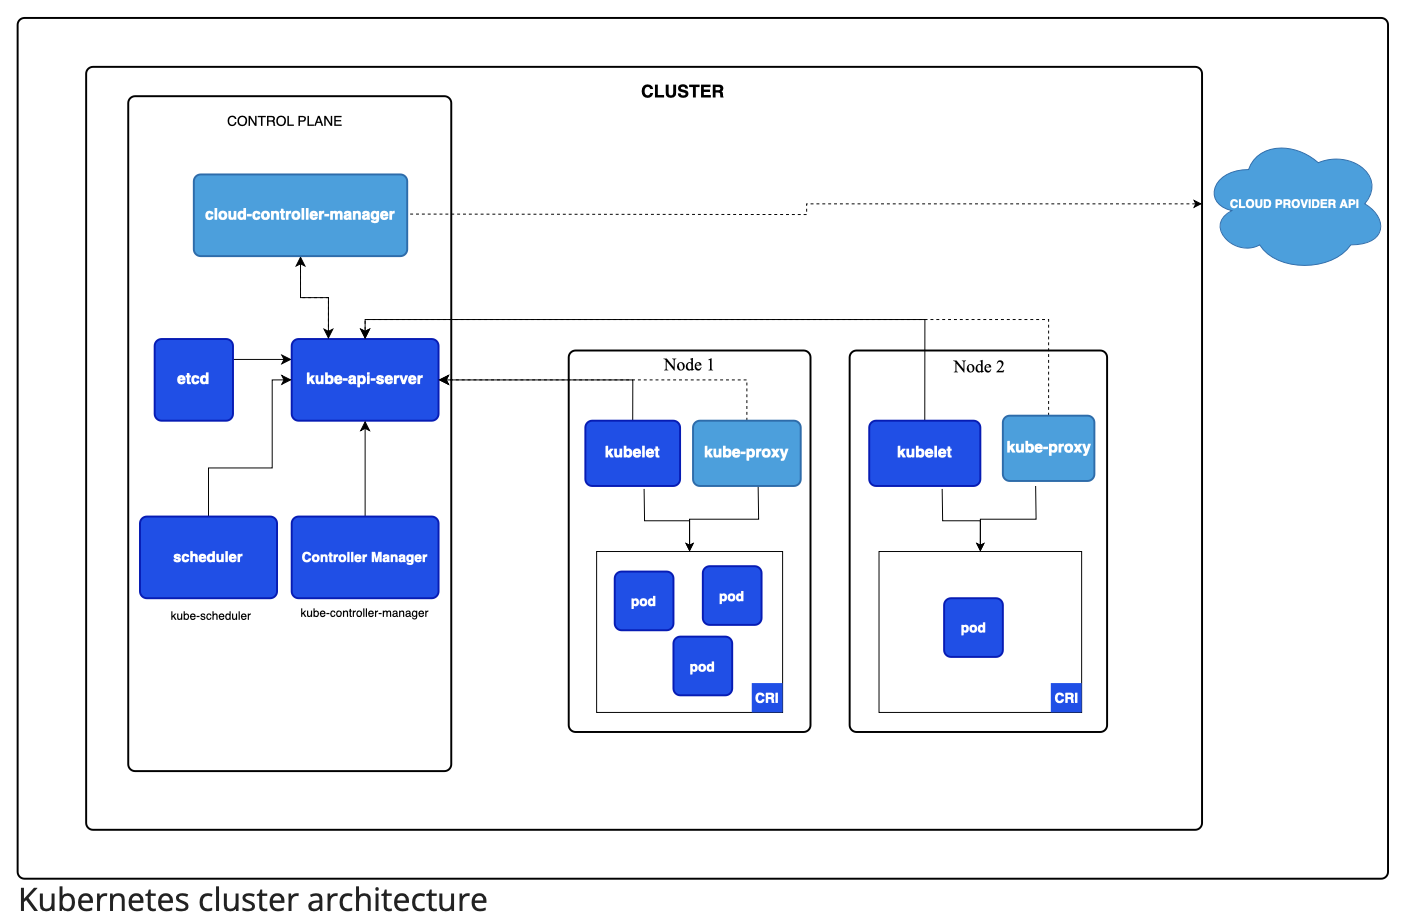 CLUSTER
CONTROL PLANE
cloud-controller-manager
CLOUD PROVIDER API
etcd
kube-api-server
scheduler
kube-scheduler
Controller Manager
kube-controller-manager
Node 1
kubelet
kube-proxy
pod
pod
pod
CRI
Node 2
kubelet
kube-proxy
pod
CRI
Kubernetes cluster architecture